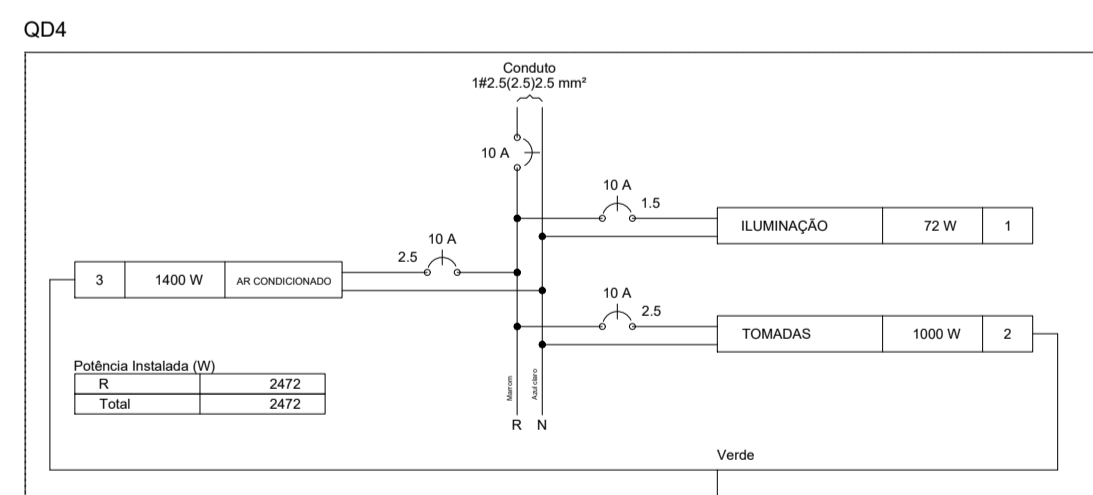 QD4
Conduto
1#2.5(2.5)2.5 mm²
10 A
10 A
1.5
ILUMINAÇÃO 72 W 1
10 A
2.5
3 1400 W AR CONDICIONADO
10 A
2.5
TOMADAS 1000 W 2
Potência Instalada (W)
R 2472
Total 2472
Marrom
Azul claro
R N
Verde